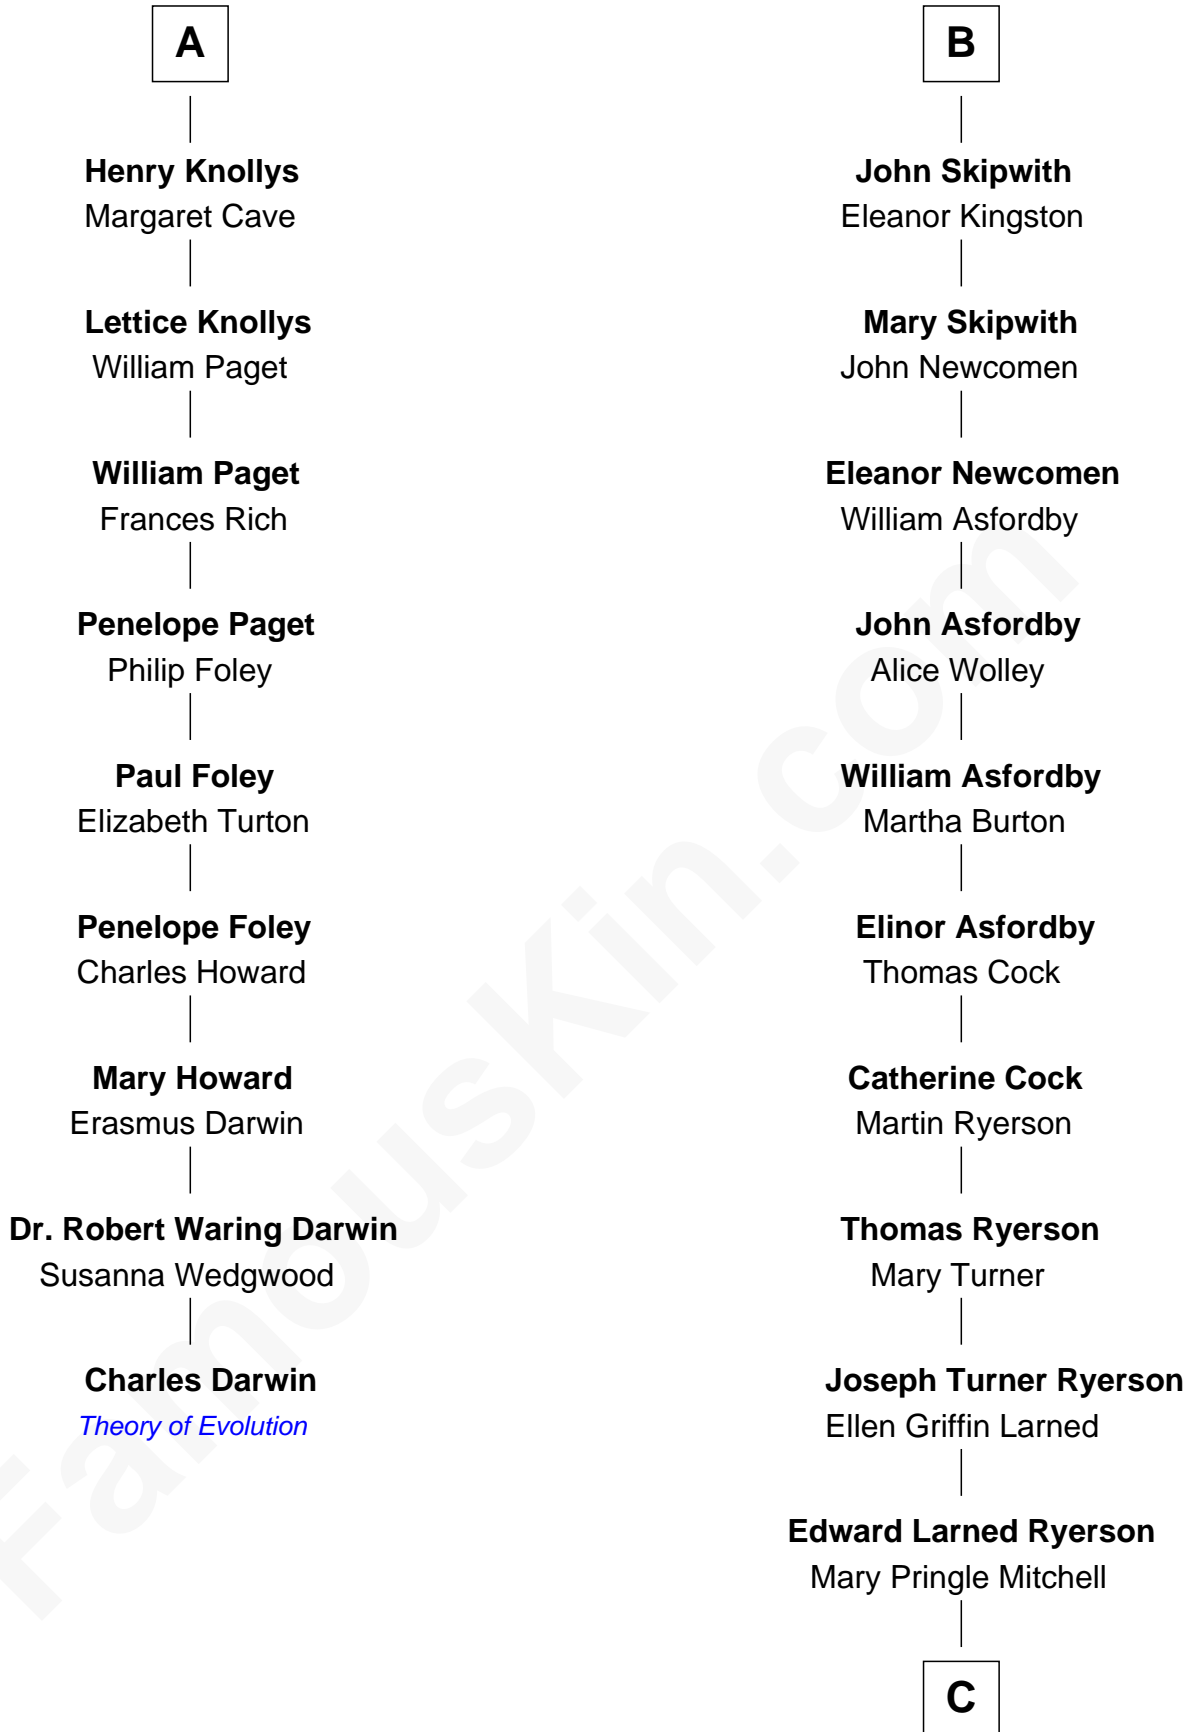 A
Henry Knollys
Margaret Cave
Lettice Knollys
William Paget
William Paget
Frances Rich
Penelope Paget
Philip Foley
Paul Foley
Elizabeth Turton
Penelope Foley
Charles Howard
Mary Howard
Erasmus Darwin
Dr. Robert Waring Darwin
Susanna Wedgwood
Charles Darwin
Theory of Evolution
B
John Skipwith
Eleanor Kingston
Mary Skipwith
John Newcomen
Eleanor Newcomen
William Asfordby
John Asfordby
Alice Wolley
William Asfordby
Martha Burton
Elinor Asfordby
Thomas Cock
Catherine Cock
Martin Ryerson
Thomas Ryerson
Mary Turner
Joseph Turner Ryerson
Ellen Griffin Larned
Edward Larned Ryerson
Mary Pringle Mitchell
C
FamousKin.com